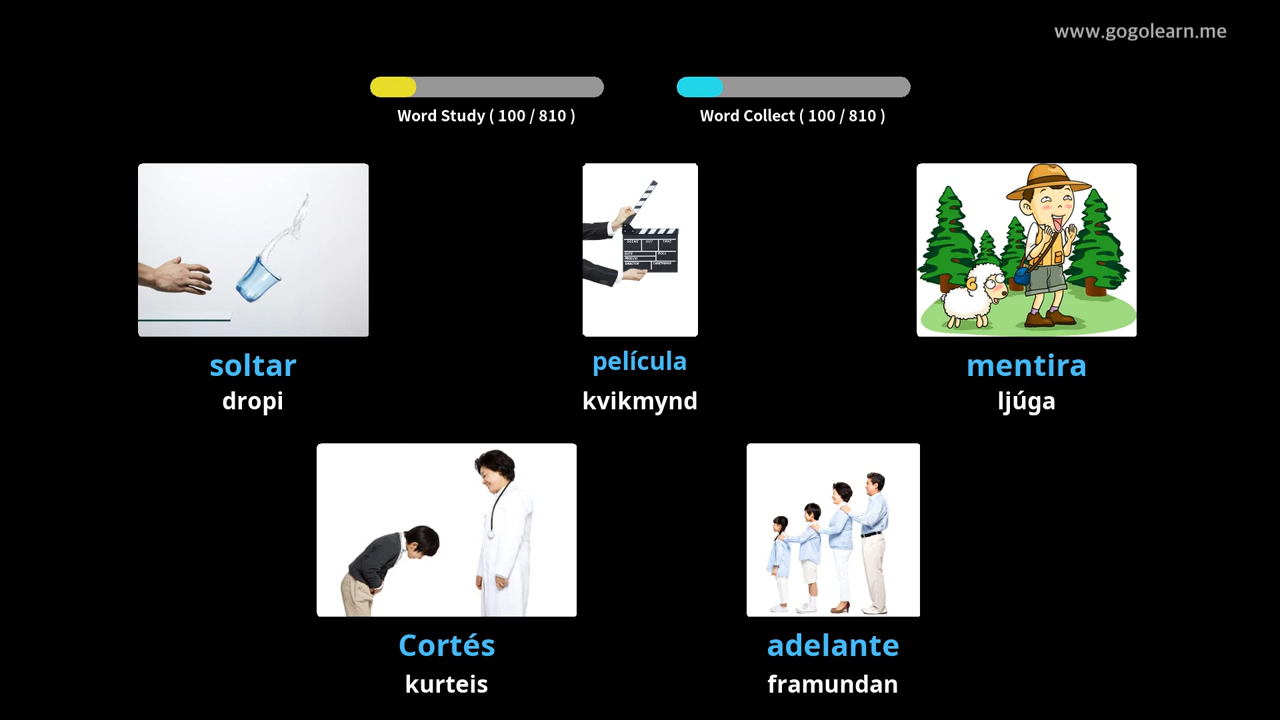 www.gogolearn.me
Word Study ( 100 / 810 )
Word Collect ( 100 / 810 )
soltar
dropi
película
kvikmynd
mentira
ljúga
Cortés
kurteis
adelante
framundan